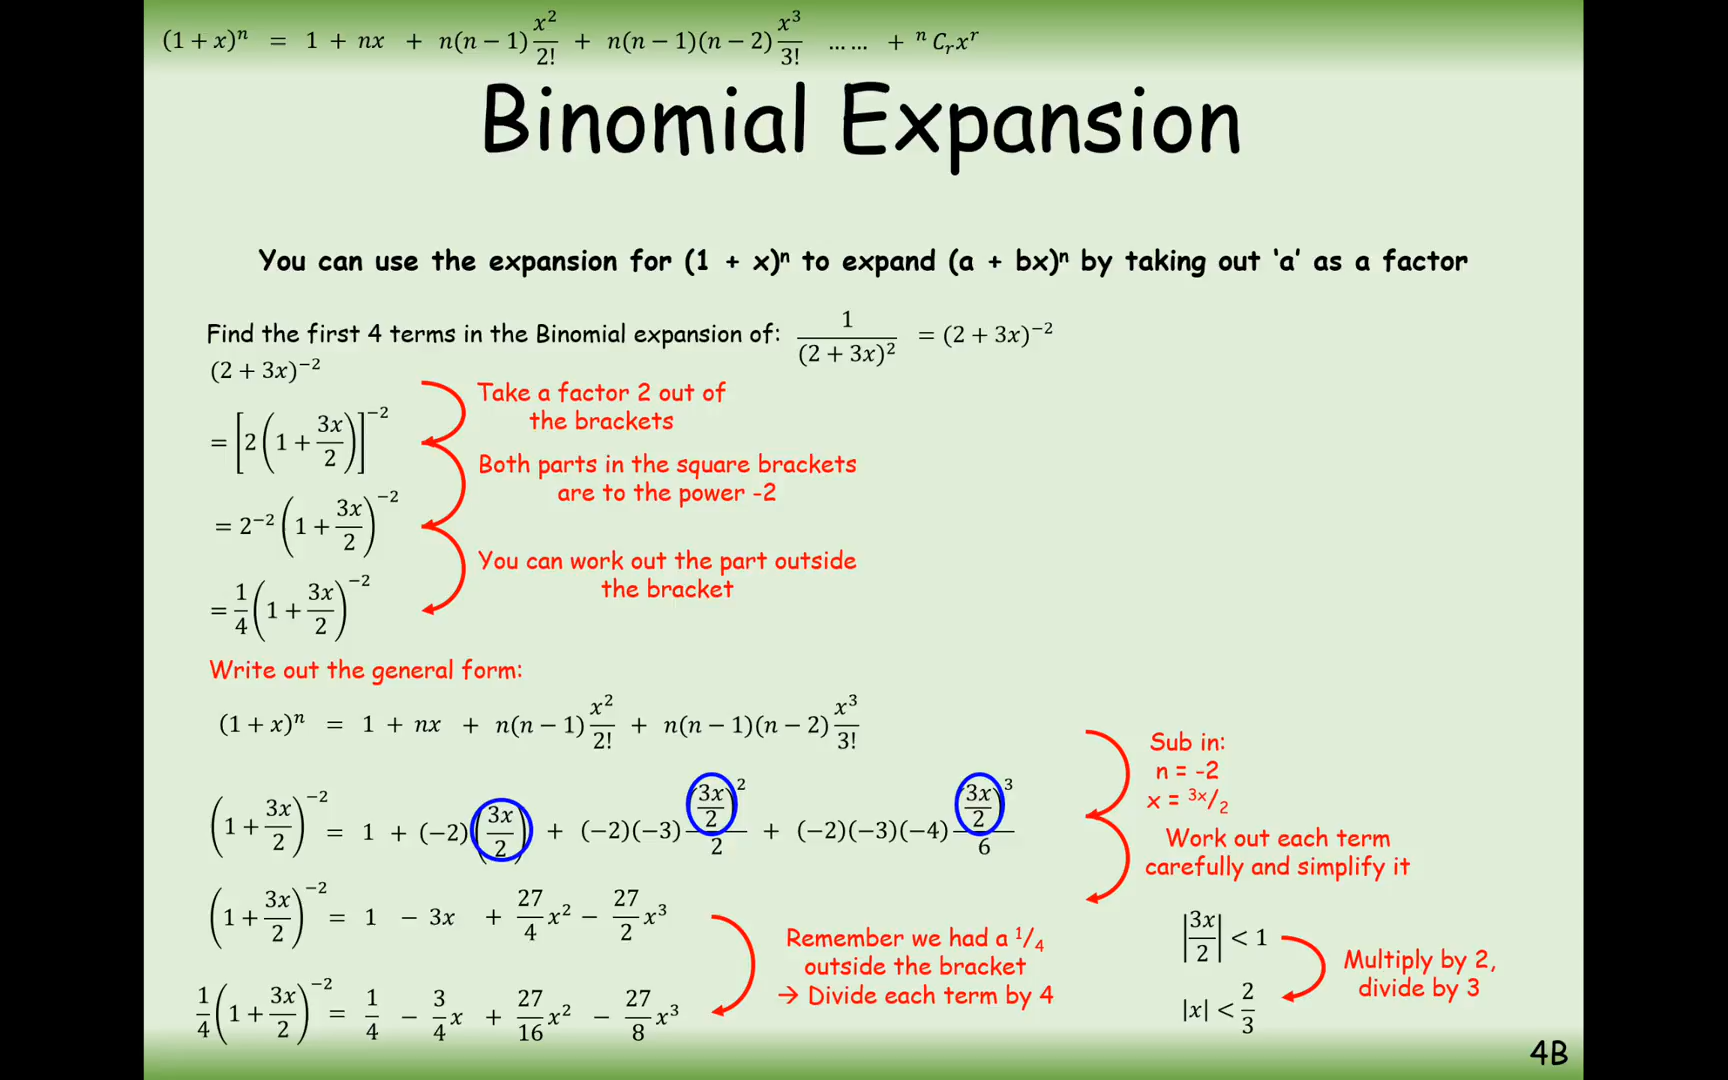 (1 + x)ⁿ = 1 + nx + n(n − 1) x²/2! + n(n − 1)(n − 2) x³/3! … … + ⁿCᵣxʳ
Binomial Expansion
You can use the expansion for (1 + x)ⁿ to expand (a + bx)ⁿ by taking out ‘a’ as a factor
Find the first 4 terms in the Binomial expansion of: 1/(2 + 3x)² = (2 + 3x)⁻²
(2 + 3x)⁻²
Take a factor 2 out of
the brackets
= [2(1 + 3x/2)]⁻²
Both parts in the square brackets
are to the power -2
= 2⁻²(1 + 3x/2)⁻²
You can work out the part outside
the bracket
= 1/4(1 + 3x/2)⁻²
Write out the general form:
(1 + x)ⁿ = 1 + nx + n(n − 1) x²/2! + n(n − 1)(n − 2) x³/3!
Sub in:
n = -2
x = 3x/2
(1 + 3x/2)⁻² = 1 + (−2)(3x/2) + (−2)(−3) (3x/2)²/2 + (−2)(−3)(−4) (3x/2)³/6
Work out each term
carefully and simplify it
(1 + 3x/2)⁻² = 1 − 3x + 27/4 x² − 27/2 x³
Remember we had a 1/4
outside the bracket
→ Divide each term by 4
1/4(1 + 3x/2)⁻² = 1/4 − 3/4 x + 27/16 x² − 27/8 x³
|3x/2| < 1
Multiply by 2,
divide by 3
|x| < 2/3
4B